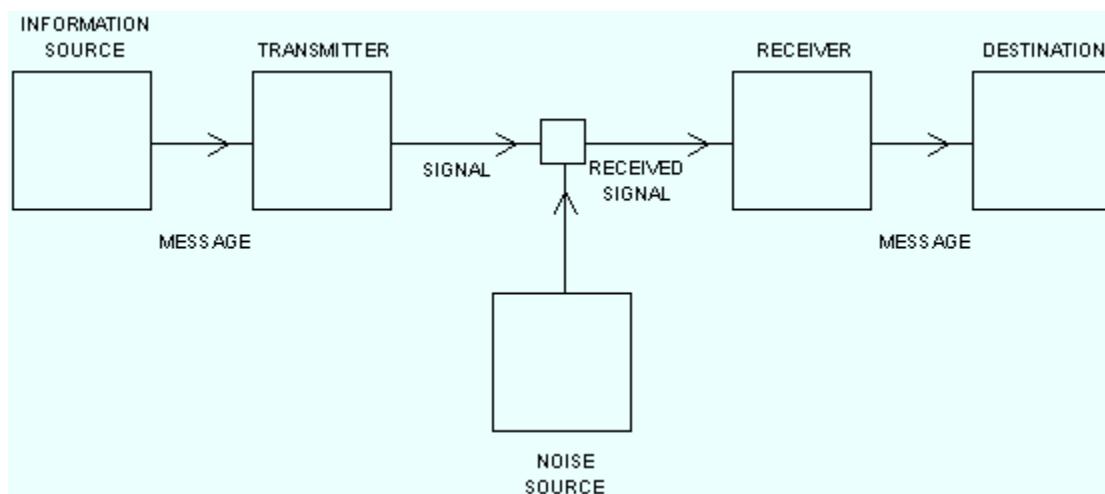 INFORMATION
SOURCE
TRANSMITTER
RECEIVER
DESTINATION
SIGNAL
RECEIVED
SIGNAL
MESSAGE
MESSAGE
NOISE
SOURCE